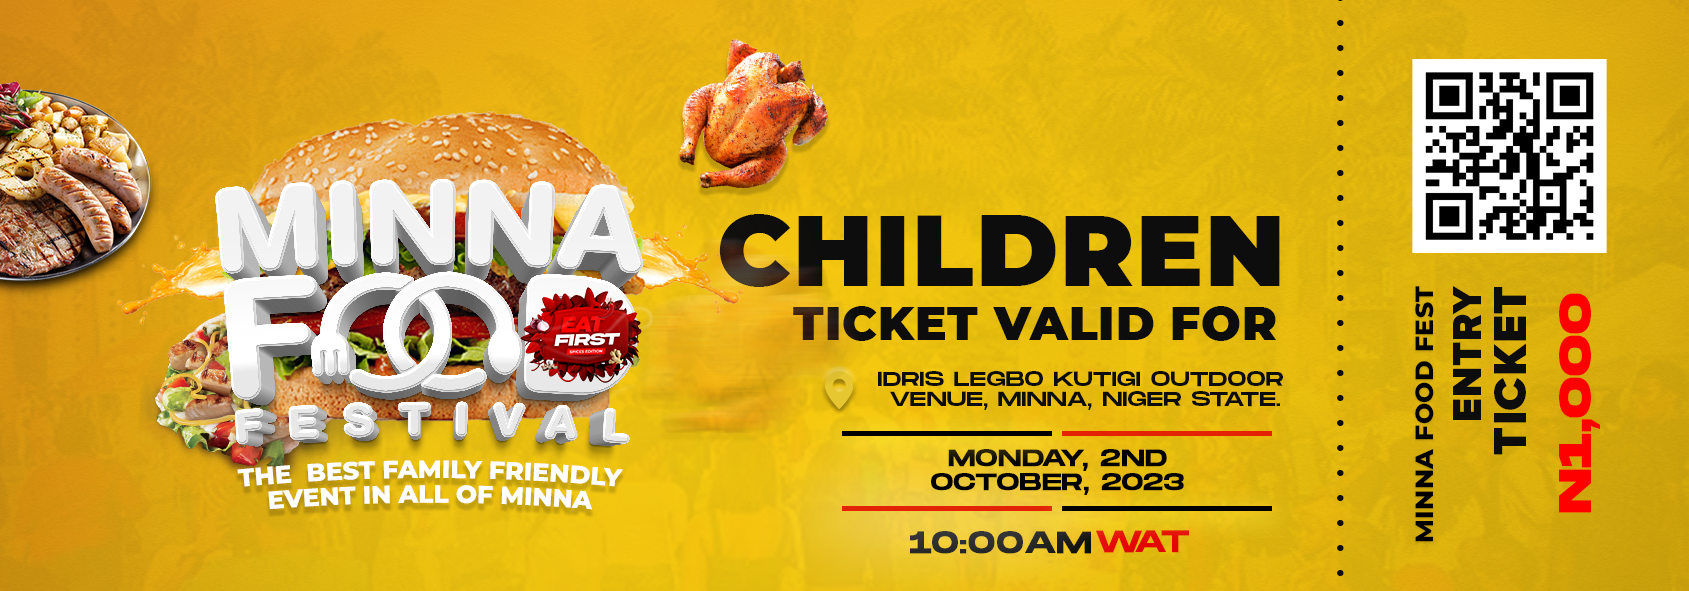 MINNA
FOOD
EAT
FIRST
SPICES EDITION
FESTIVAL
THE BEST FAMILY FRIENDLY
EVENT IN ALL OF MINNA
CHILDREN
TICKET VALID FOR
IDRIS LEGBO KUTIGI OUTDOOR
VENUE, MINNA, NIGER STATE.
MONDAY, 2ND
OCTOBER, 2023
10:00AM WAT
MINNA FOOD FEST
ENTRY
TICKET
N1,000